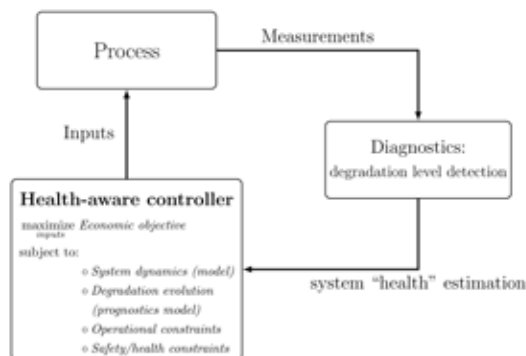 Process
Measurements
Inputs
Diagnostics:
degradation level detection
Health-aware controller
maximize Economic objective
inputs
subject to:
◦ System dynamics (model)
◦ Degradation evolution
(prognostics model)
◦ Operational constraints
◦ Safety/health constraints
system “health” estimation